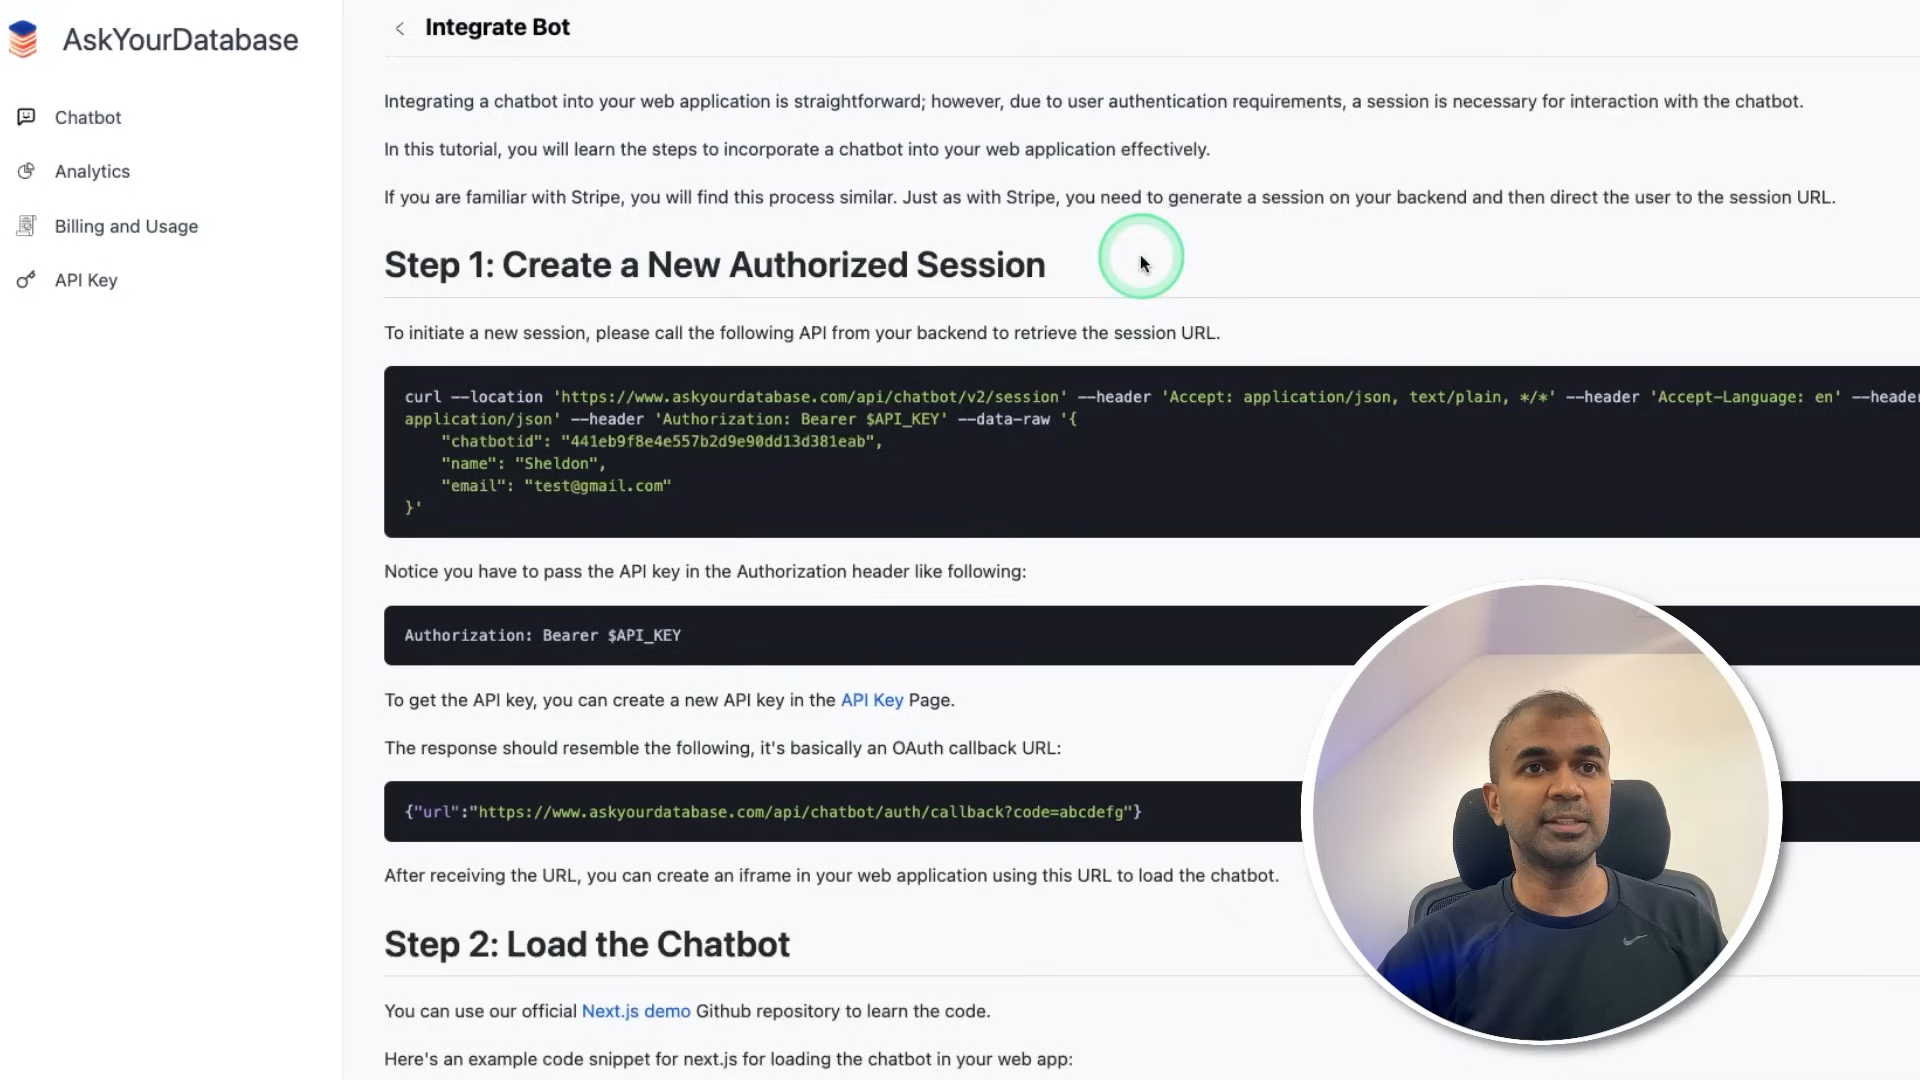 AskYourDatabase
Chatbot
Analytics
Billing and Usage
API Key
Integrate Bot
Integrating a chatbot into your web application is straightforward; however, due to user authentication requirements, a session is necessary for interaction with the chatbot.
In this tutorial, you will learn the steps to incorporate a chatbot into your web application effectively.
If you are familiar with Stripe, you will find this process similar. Just as with Stripe, you need to generate a session on your backend and then direct the user to the session URL.
Step 1: Create a New Authorized Session
To initiate a new session, please call the following API from your backend to retrieve the session URL.
curl --location 'https://www.askyourdatabase.com/api/chatbot/v2/session' --header 'Accept: application/json, text/plain, */*' --header 'Accept-Language: en' --heade
application/json' --header 'Authorization: Bearer $API_KEY' --data-raw '{
"chatbotid": "441eb9f8e4e557b2d9e90dd13d381eab",
"name": "Sheldon",
"email": "test@gmail.com"
}'
Notice you have to pass the API key in the Authorization header like following:
Authorization: Bearer $API_KEY
To get the API key, you can create a new API key in the API Key Page.
The response should resemble the following, it's basically an OAuth callback URL:
{"url":"https://www.askyourdatabase.com/api/chatbot/auth/callback?code=abcdefg"}
After receiving the URL, you can create an iframe in your web application using this URL to load the chatbot.
Step 2: Load the Chatbot
You can use our official Next.js demo Github repository to learn the code.
Here's an example code snippet for next.js for loading the chatbot in your web app: